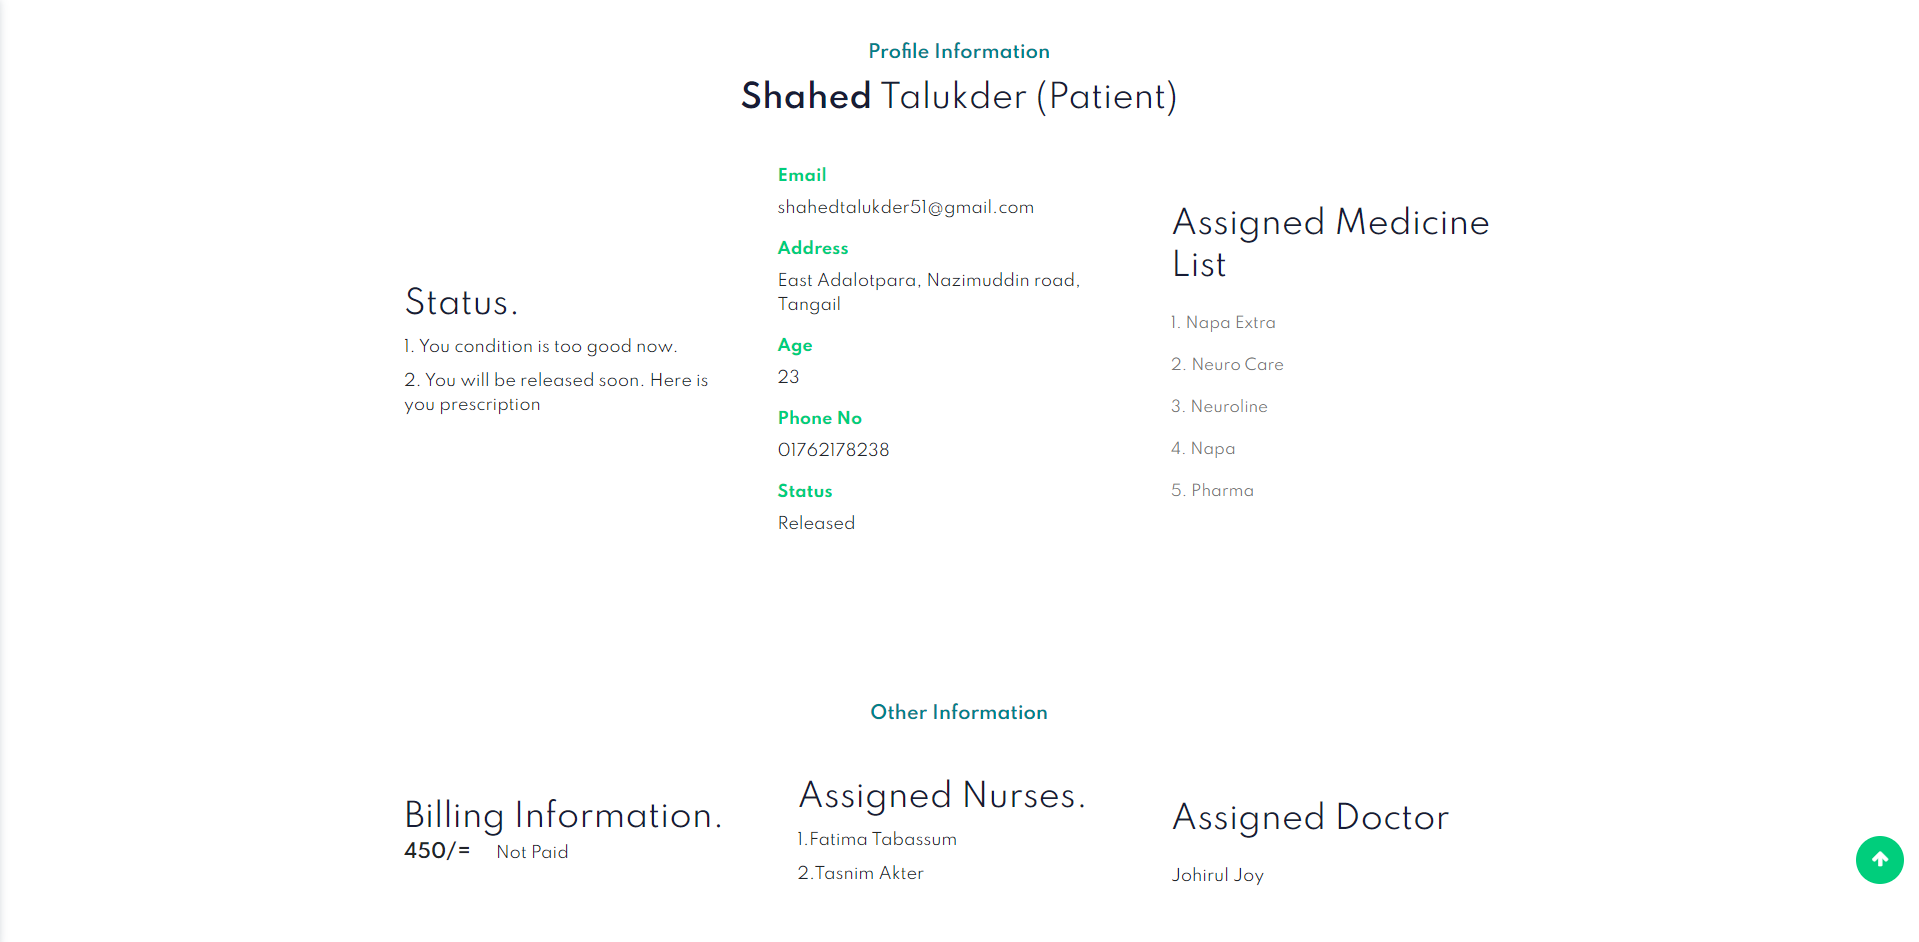 Profile Information
Shahed Talukder (Patient)
Status.
1. You condition is too good now.
2. You will be released soon. Here is
you prescription
Email
shahedtalukder51@gmail.com
Address
East Adalotpara, Nazimuddin road,
Tangail
Age
23
Phone No
01762178238
Status
Released
Assigned Medicine
List
1. Napa Extra
2. Neuro Care
3. Neuroline
4. Napa
5. Pharma
Other Information
Billing Information.
450/= Not Paid
Assigned Nurses.
1.Fatima Tabassum
2.Tasnim Akter
Assigned Doctor
Johirul Joy